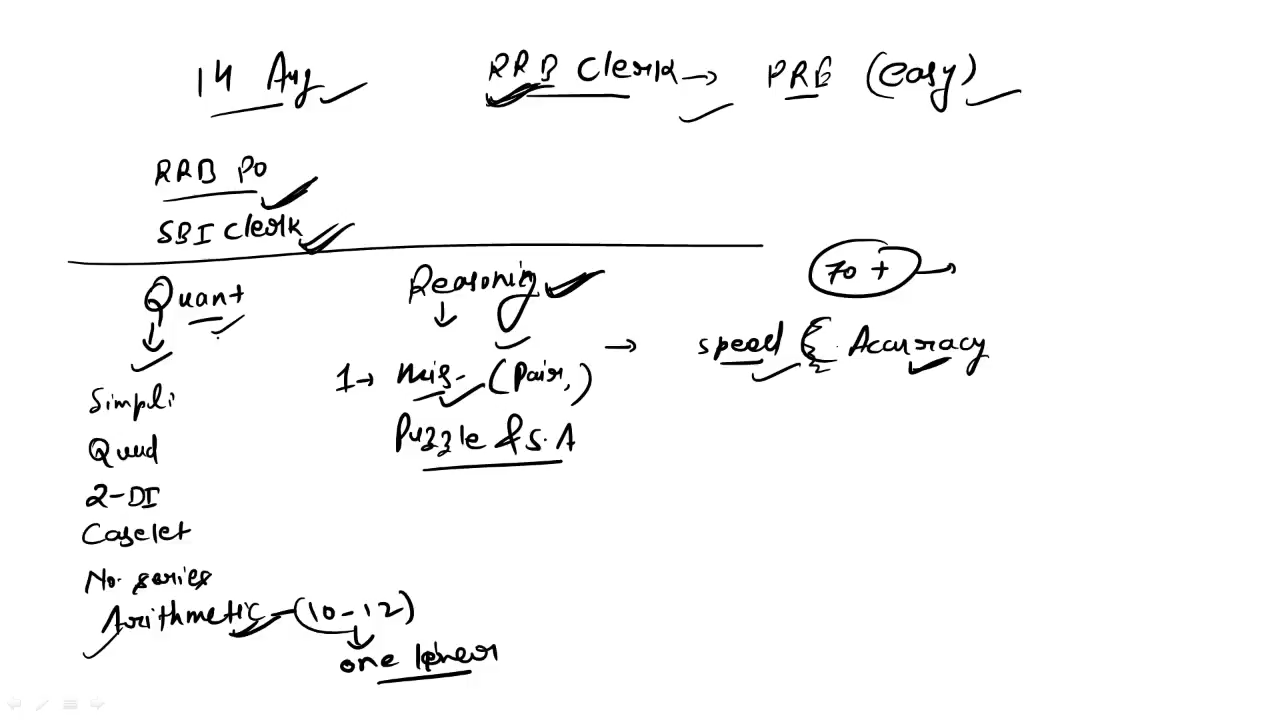 14 Aug
RRB Clerk → PRE (easy)
RRB PO
SBI Clerk
Quant
Simpli
Quad
2-DI
Caselet
No. series
Arithmetic - (10-12)
one liner
Reasoning
1 → Mis- (Pair,)
Puzzle & S.A
70 + →
→ speed Accuracy